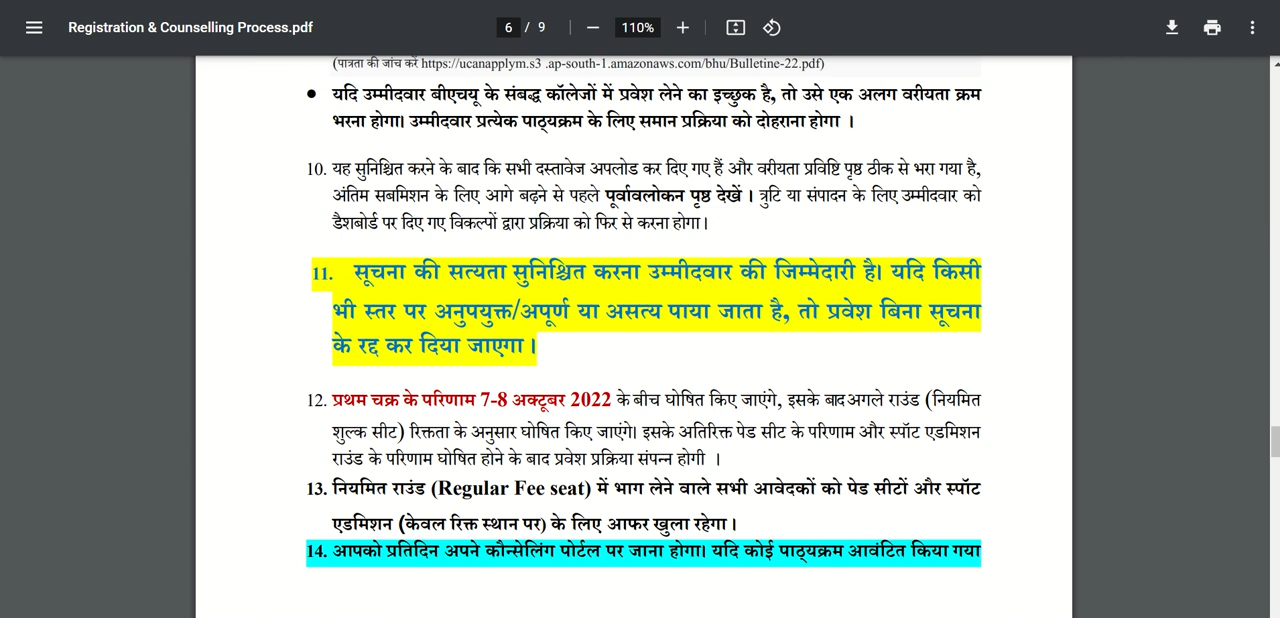 Registration & Counselling Process.pdf
6 / 9
110%
(पात्रता की जांच करें https://ucanapplym.s3 .ap-south-1.amazonaws.com/bhu/Bulletine-22.pdf)
● यदि उम्मीदवार बीएचयू के संबद्ध कॉलेजों में प्रवेश लेने का इच्छुक है, तो उसे एक अलग वरीयता क्रम
भरना होगा। उम्मीदवार प्रत्येक पाठ्यक्रम के लिए समान प्रक्रिया को दोहराना होगा ।
10. यह सुनिश्चित करने के बाद कि सभी दस्तावेज अपलोड कर दिए गए हैं और वरीयता प्रविष्टि पृष्ठ ठीक से भरा गया है,
अंतिम सबमिशन के लिए आगे बढ़ने से पहले पूर्वावलोकन पृष्ठ देखें । त्रुटि या संपादन के लिए उम्मीदवार को
डैशबोर्ड पर दिए गए विकल्पों द्वारा प्रक्रिया को फिर से करना होगा।
11. सूचना की सत्यता सुनिश्चित करना उम्मीदवार की जिम्मेदारी है। यदि किसी
भी स्तर पर अनुपयुक्त/अपूर्ण या असत्य पाया जाता है, तो प्रवेश बिना सूचना
के रद्द कर दिया जाएगा।
12. प्रथम चक्र के परिणाम 7-8 अक्टूबर 2022 के बीच घोषित किए जाएंगे, इसके बाद अगले राउंड (नियमित
शुल्क सीट) रिक्तता के अनुसार घोषित किए जाएंगे। इसके अतिरिक्त पेड सीट के परिणाम और स्पॉट एडमिशन
राउंड के परिणाम घोषित होने के बाद प्रवेश प्रक्रिया संपन्न होगी ।
13. नियमित राउंड (Regular Fee seat) में भाग लेने वाले सभी आवेदकों को पेड सीटों और स्पॉट
एडमिशन (केवल रिक्त स्थान पर) के लिए आफर खुला रहेगा।
14. आपको प्रतिदिन अपने कौन्सेलिंग पोर्टल पर जाना होगा। यदि कोई पाठ्यक्रम आवंटित किया गया